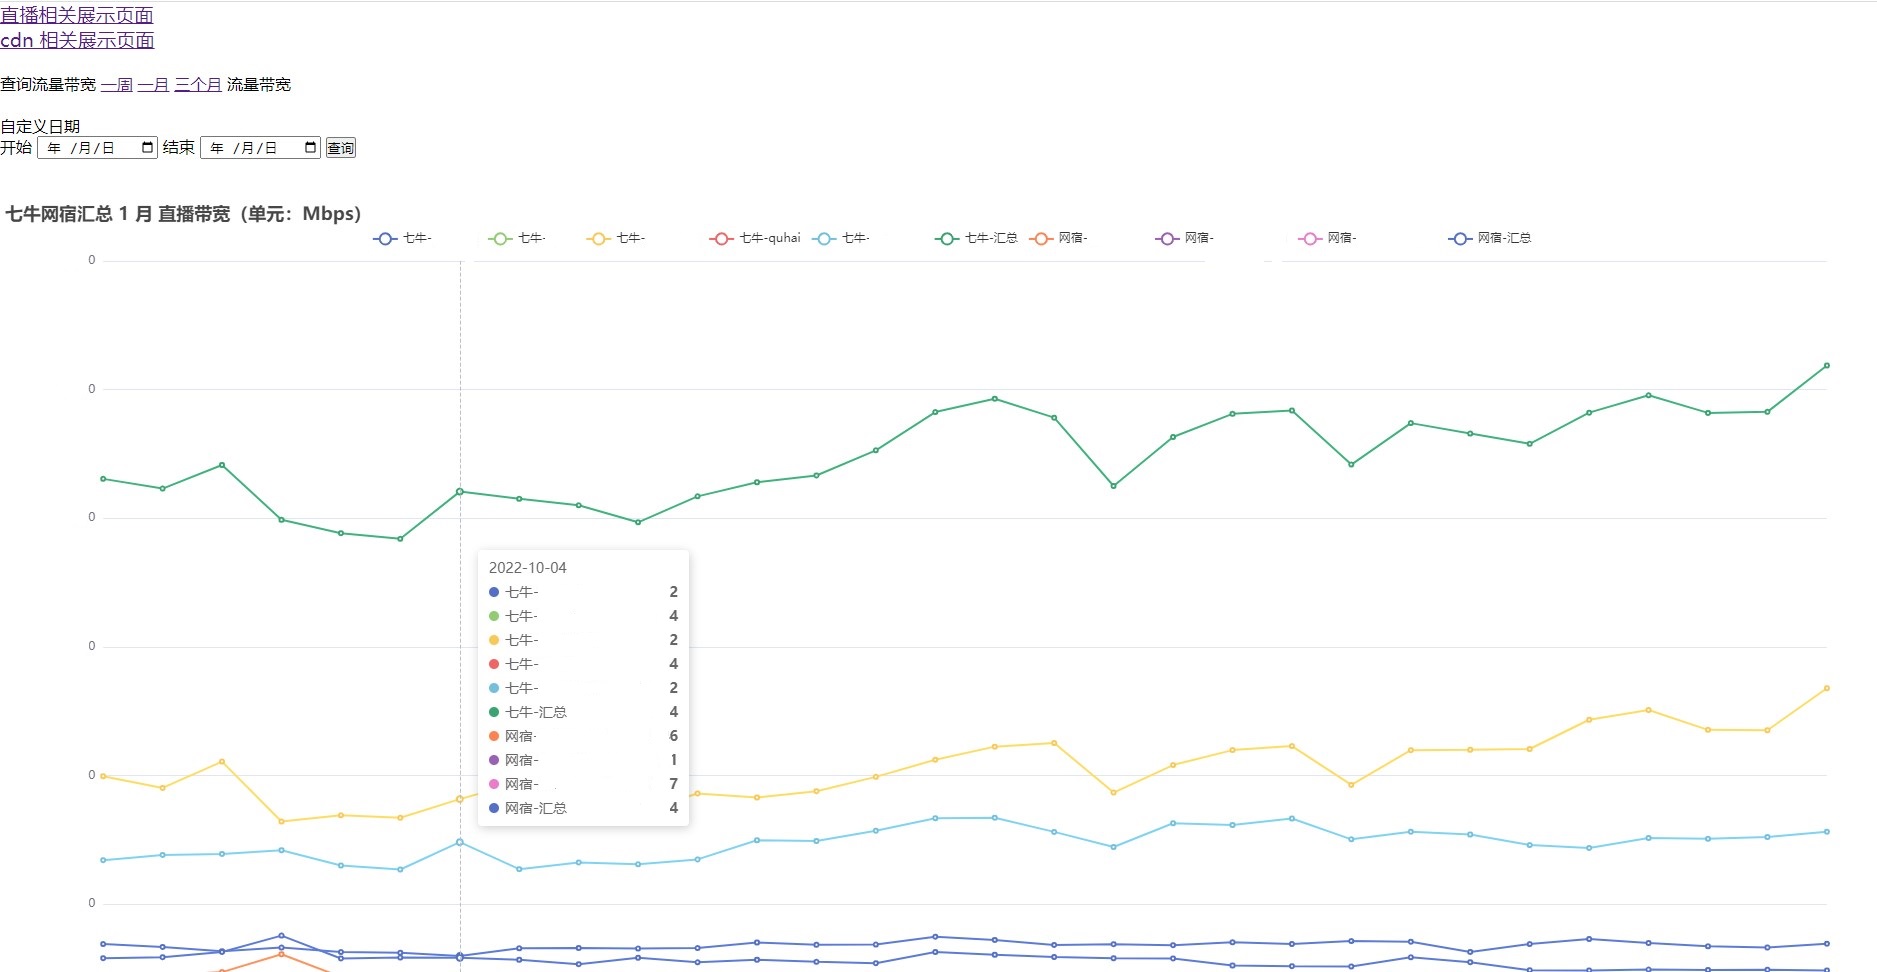 直播相关展示页面
cdn 相关展示页面
查询流量带宽 一周 一月 三个月 流量带宽
自定义日期
开始 年 /月/日 结束 年 /月/日 查询
七牛网宿汇总 1 月 直播带宽（单元：Mbps）
七牛- 七牛- 七牛- 七牛-quhai 七牛- 七牛-汇总 网宿- 网宿- 网宿- 网宿-汇总
0
0
0
0
0
0
2022-10-04
七牛- 2
七牛- 4
七牛- 2
七牛- 4
七牛- 2
七牛-汇总 4
网宿- 6
网宿- 1
网宿- 7
网宿-汇总 4